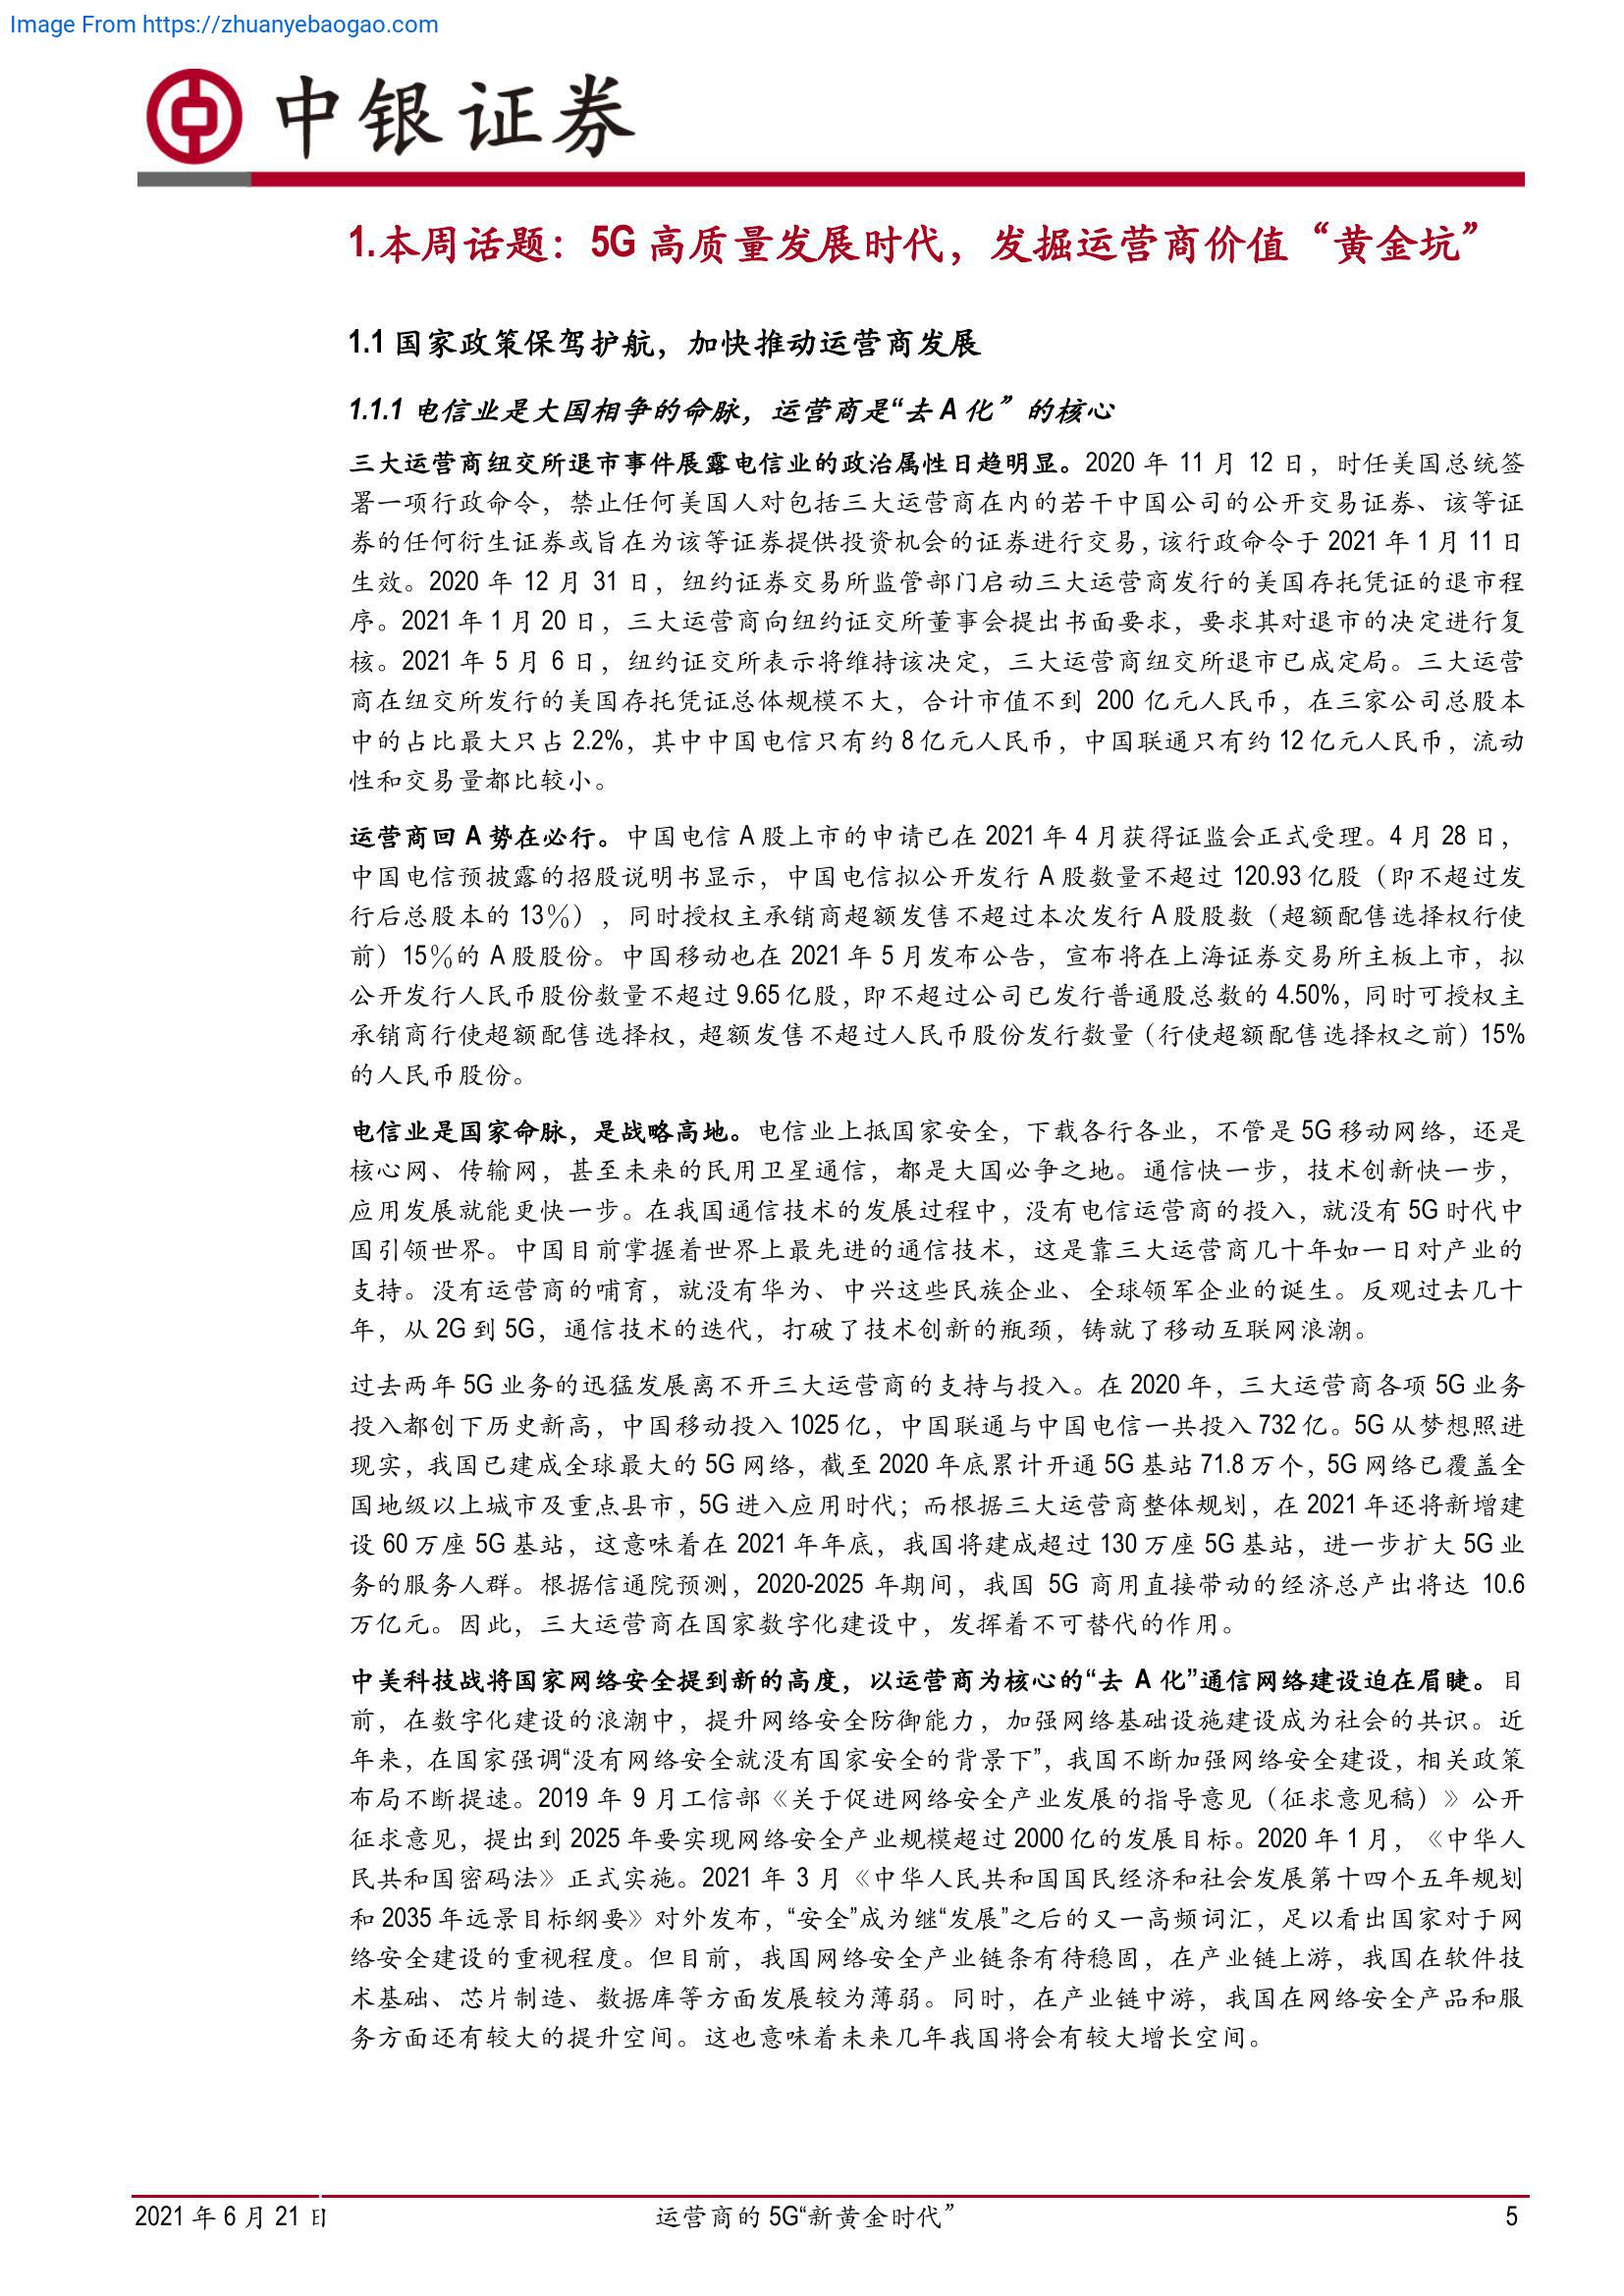 Image From https://zhuanyebaogao.com
中银证券
1.本周话题：5G 高质量发展时代，发掘运营商价值“黄金坑”
1.1 国家政策保驾护航，加快推动运营商发展
1.1.1 电信业是大国相争的命脉，运营商是“去 A 化”的核心
三大运营商纽交所退市事件展露电信业的政治属性日趋明显。2020 年 11 月 12 日，时任美国总统签
署一项行政命令，禁止任何美国人对包括三大运营商在内的若干中国公司的公开交易证券、该等证
券的任何衍生证券或旨在为该等证券提供投资机会的证券进行交易，该行政命令于 2021 年 1 月 11 日
生效。2020 年 12 月 31 日，纽约证券交易所监管部门启动三大运营商发行的美国存托凭证的退市程
序。2021 年 1 月 20 日，三大运营商向纽约证交所董事会提出书面要求，要求其对退市的决定进行复
核。2021 年 5 月 6 日，纽约证交所表示将维持该决定，三大运营商纽交所退市已成定局。三大运营
商在纽交所发行的美国存托凭证总体规模不大，合计市值不到 200 亿元人民币，在三家公司总股本
中的占比最大只占 2.2%，其中中国电信只有约 8 亿元人民币，中国联通只有约 12 亿元人民币，流动
性和交易量都比较小。
运营商回 A 势在必行。中国电信 A 股上市的申请已在 2021 年 4 月获得证监会正式受理。4 月 28 日，
中国电信预披露的招股说明书显示，中国电信拟公开发行 A 股数量不超过 120.93 亿股（即不超过发
行后总股本的 13％），同时授权主承销商超额发售不超过本次发行 A 股股数（超额配售选择权行使
前）15％的 A 股股份。中国移动也在 2021 年 5 月发布公告，宣布将在上海证券交易所主板上市，拟
公开发行人民币股份数量不超过 9.65 亿股，即不超过公司已发行普通股总数的 4.50%，同时可授权主
承销商行使超额配售选择权，超额发售不超过人民币股份发行数量（行使超额配售选择权之前）15%
的人民币股份。
电信业是国家命脉，是战略高地。电信业上抵国家安全，下载各行各业，不管是 5G 移动网络，还是
核心网、传输网，甚至未来的民用卫星通信，都是大国必争之地。通信快一步，技术创新快一步，
应用发展就能更快一步。在我国通信技术的发展过程中，没有电信运营商的投入，就没有 5G 时代中
国引领世界。中国目前掌握着世界上最先进的通信技术，这是靠三大运营商几十年如一日对产业的
支持。没有运营商的哺育，就没有华为、中兴这些民族企业、全球领军企业的诞生。反观过去几十
年，从 2G 到 5G，通信技术的迭代，打破了技术创新的瓶颈，铸就了移动互联网浪潮。
过去两年 5G 业务的迅猛发展离不开三大运营商的支持与投入。在 2020 年，三大运营商各项 5G 业务
投入都创下历史新高，中国移动投入 1025 亿，中国联通与中国电信一共投入 732 亿。5G 从梦想照进
现实，我国已建成全球最大的 5G 网络，截至 2020 年底累计开通 5G 基站 71.8 万个，5G 网络已覆盖全
国地级以上城市及重点县市，5G 进入应用时代；而根据三大运营商整体规划，在 2021 年还将新增建
设 60 万座 5G 基站，这意味着在 2021 年年底，我国将建成超过 130 万座 5G 基站，进一步扩大 5G 业
务的服务人群。根据信通院预测，2020-2025 年期间，我国 5G 商用直接带动的经济总产出将达 10.6
万亿元。因此，三大运营商在国家数字化建设中，发挥着不可替代的作用。
中美科技战将国家网络安全提到新的高度，以运营商为核心的“去 A 化”通信网络建设迫在眉睫。目
前，在数字化建设的浪潮中，提升网络安全防御能力，加强网络基础设施建设成为社会的共识。近
年来，在国家强调“没有网络安全就没有国家安全的背景下”，我国不断加强网络安全建设，相关政策
布局不断提速。2019 年 9 月工信部《关于促进网络安全产业发展的指导意见（征求意见稿）》公开
征求意见，提出到 2025 年要实现网络安全产业规模超过 2000 亿的发展目标。2020 年 1 月，《中华人
民共和国密码法》正式实施。2021 年 3 月《中华人民共和国国民经济和社会发展第十四个五年规划
和 2035 年远景目标纲要》对外发布，“安全”成为继“发展”之后的又一高频词汇，足以看出国家对于网
络安全建设的重视程度。但目前，我国网络安全产业链条有待稳固，在产业链上游，我国在软件技
术基础、芯片制造、数据库等方面发展较为薄弱。同时，在产业链中游，我国在网络安全产品和服
务方面还有较大的提升空间。这也意味着未来几年我国将会有较大增长空间。
2021 年 6 月 21 日
运营商的 5G“新黄金时代”
5